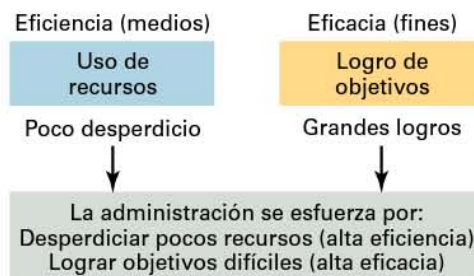 Eficiencia (medios)
Uso de
recursos
Poco desperdicio
Eficacia (fines)
Logro de
objetivos
Grandes logros
La administración se esfuerza por:
Desperdiciar pocos recursos (alta eficiencia)
Lograr objetivos difíciles (alta eficacia)